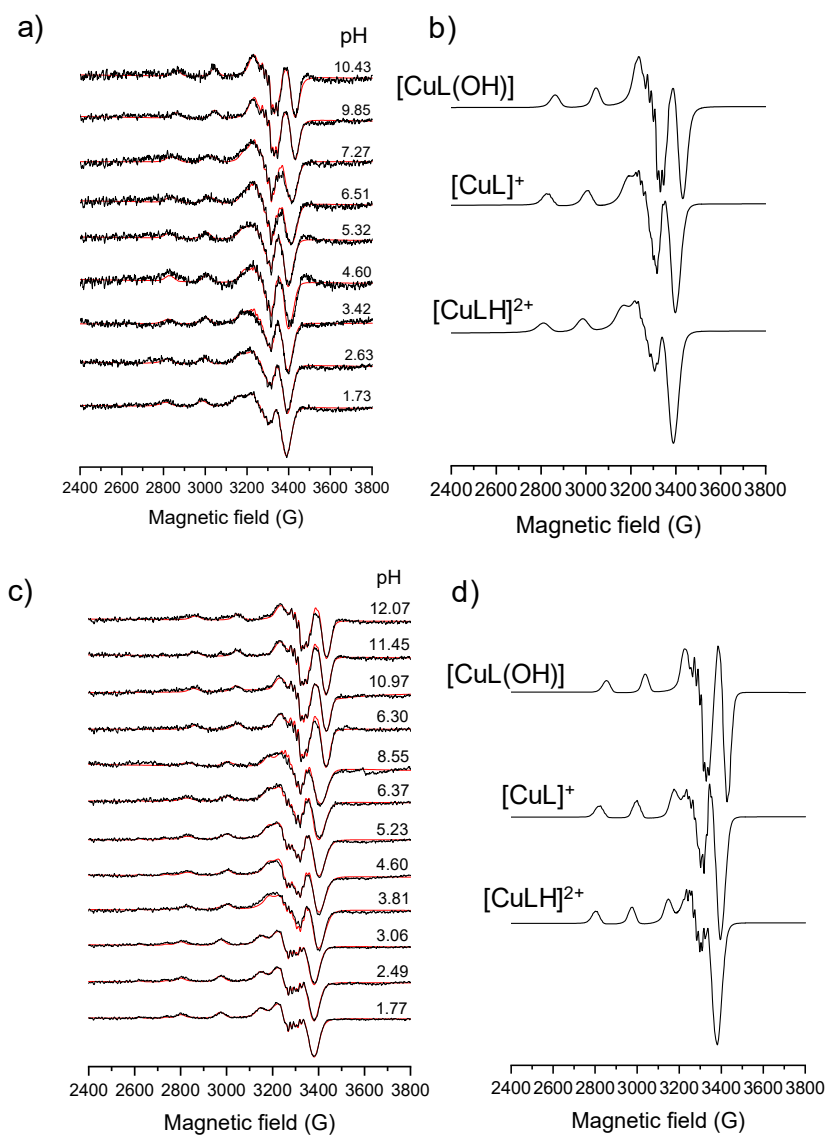 a)
pH
10.43
9.85
7.27
6.51
5.32
4.60
3.42
2.63
1.73
2400 2600 2800 3000 3200 3400 3600 3800
Magnetic field (G)
b)
[CuL(OH)]
[CuL]⁺
[CuLH]²⁺
2400 2600 2800 3000 3200 3400 3600 3800
Magnetic field (G)
c)
pH
12.07
11.45
10.97
6.30
8.55
6.37
5.23
4.60
3.81
3.06
2.49
1.77
2400 2600 2800 3000 3200 3400 3600 3800
Magnetic field (G)
d)
[CuL(OH)]
[CuL]⁺
[CuLH]²⁺
2400 2600 2800 3000 3200 3400 3600 3800
Magnetic field (G)